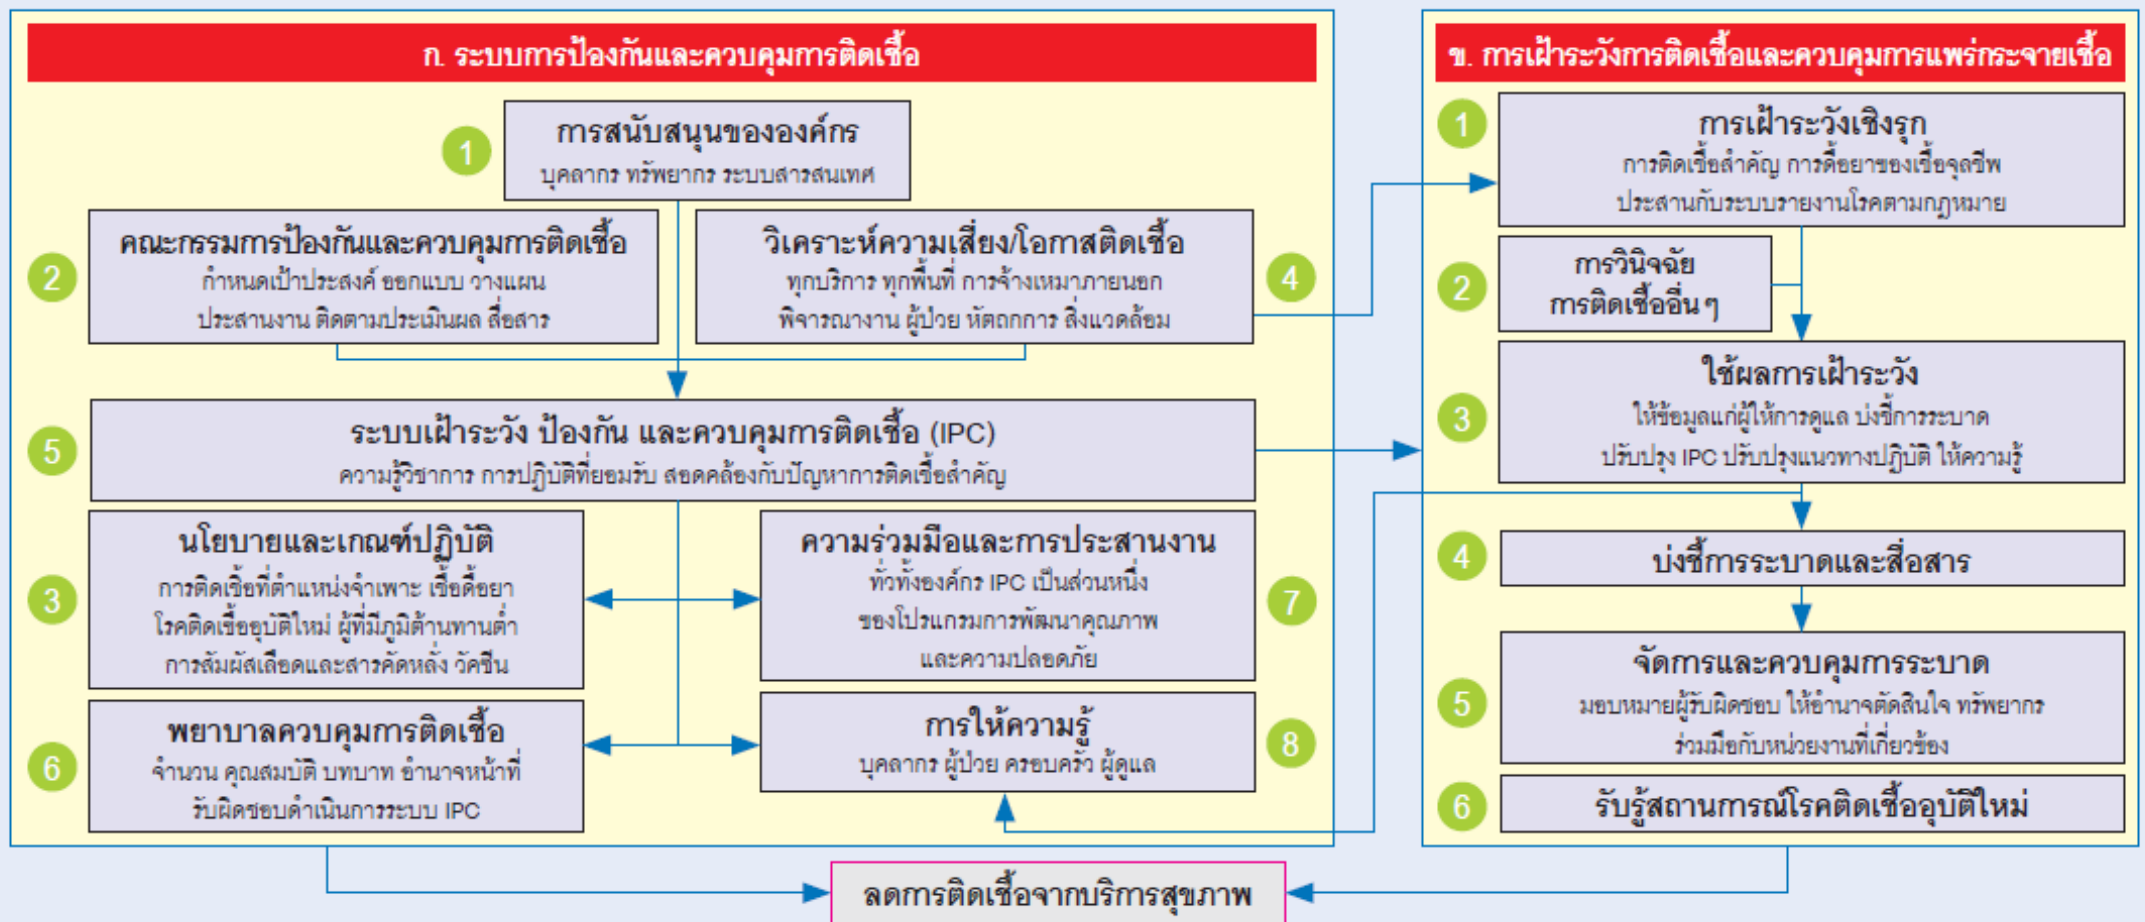 ก. ระบบการป้องกันและควบคุมการติดเชื้อ
1
การสนับสนุนขององค์กร
บุคลากร ทรัพยากร ระบบสารสนเทศ
2
คณะกรรมการป้องกันและควบคุมการติดเชื้อ
กำหนดเป้าประสงค์ ออกแบบ วางแผน
ประสานงาน ติดตามประเมินผล สื่อสาร
วิเคราะห์ความเสี่ยง/โอกาสติดเชื้อ
ทุกบริการ ทุกพื้นที่ การจ้างเหมาภายนอก
พิจารณางาน ผู้ป่วย หัตถกการ สิ่งแวดล้อม
4
5
ระบบเฝ้าระวัง ป้องกัน และควบคุมการติดเชื้อ (IPC)
ความรู้วิชาการ การปฏิบัติที่ยอมรับ สอดคล้องกับปัญหาการติดเชื้อสำคัญ
3
นโยบายและเกณฑ์ปฏิบัติ
การติดเชื้อที่ตำแหน่งจำเพาะ เชื้อดื้อยา
โรคติดเชื้ออุบัติใหม่ ผู้ที่มีภูมิต้านทานต่ำ
การสัมผัสเลือดและสารคัดหลั่ง วัคซีน
ความร่วมมือและการประสานงาน
ทั่วทั้งองค์กร IPC เป็นส่วนหนึ่ง
ของโปรแกรมการพัฒนาคุณภาพ
และความปลอดภัย
7
6
พยาบาลควบคุมการติดเชื้อ
จำนวน คุณสมบัติ บทบาท อำนาจหน้าที่
รับผิดชอบดำเนินการระบบ IPC
การให้ความรู้
บุคลากร ผู้ป่วย ครอบครัว ผู้ดูแล
8
ข. การเฝ้าระวังการติดเชื้อและควบคุมการแพร่กระจายเชื้อ
1
การเฝ้าระวังเชิงรุก
การติดเชื้อสำคัญ การดื้อยาของเชื้อจุลชีพ
ประสานกับระบบรายงานโรคตามกฎหมาย
2
การวินิจฉัย
การติดเชื้ออื่น ๆ
3
ใช้ผลการเฝ้าระวัง
ให้ข้อมูลแก่ผู้ให้การดูแล บ่งชี้การระบาด
ปรับปรุง IPC ปรับปรุงแนวทางปฏิบัติ ให้ความรู้
4
บ่งชี้การระบาดและสื่อสาร
5
จัดการและควบคุมการระบาด
มอบหมายผู้รับผิดชอบ ให้อำนาจตัดสินใจ ทรัพยากร
ร่วมมือกับหน่วยงานที่เกี่ยวข้อง
6
รับรู้สถานการณ์โรคติดเชื้ออุบัติใหม่
ลดการติดเชื้อจากบริการสุขภาพ